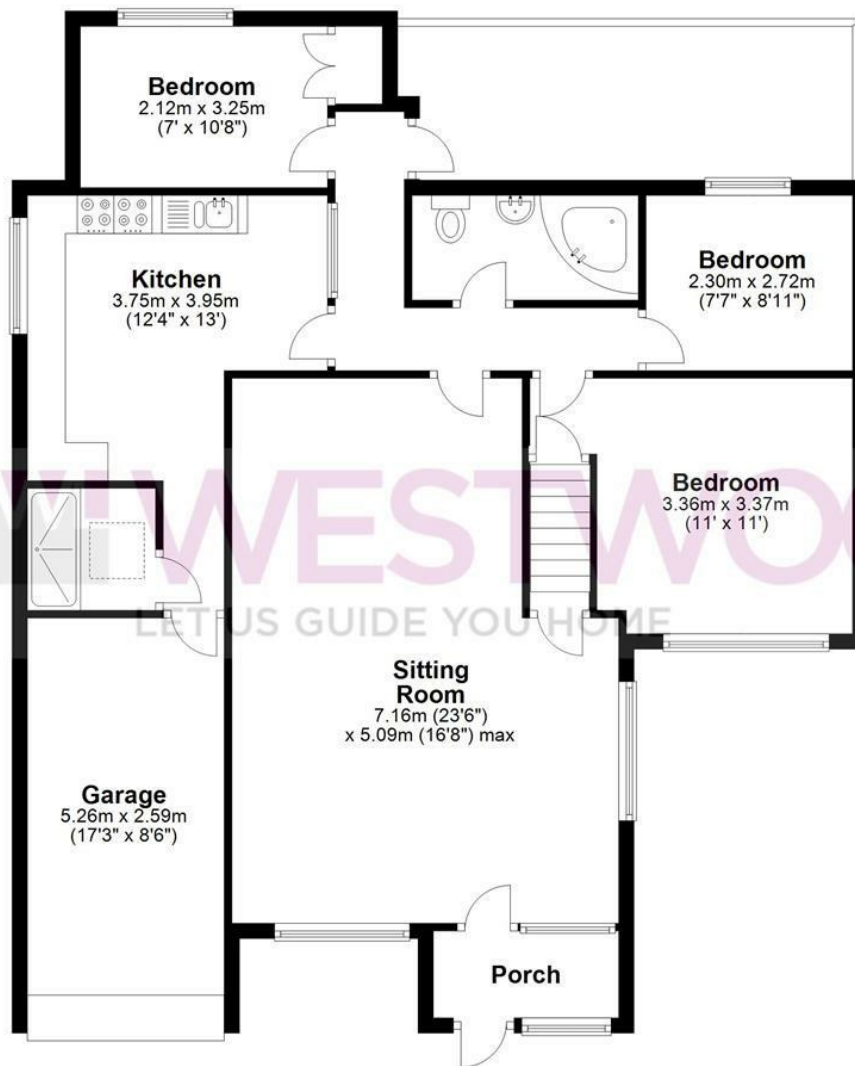 Bedroom
2.12m x 3.25m
(7' x 10'8")
Kitchen
3.75m x 3.95m
(12'4" x 13')
Bedroom
2.30m x 2.72m
(7'7" x 8'11")
Bedroom
3.36m x 3.37m
(11' x 11')
WESTWO
LET US GUIDE YOU HOME
Sitting
Room
7.16m (23'6")
x 5.09m (16'8") max
Garage
5.26m x 2.59m
(17'3" x 8'6")
Porch